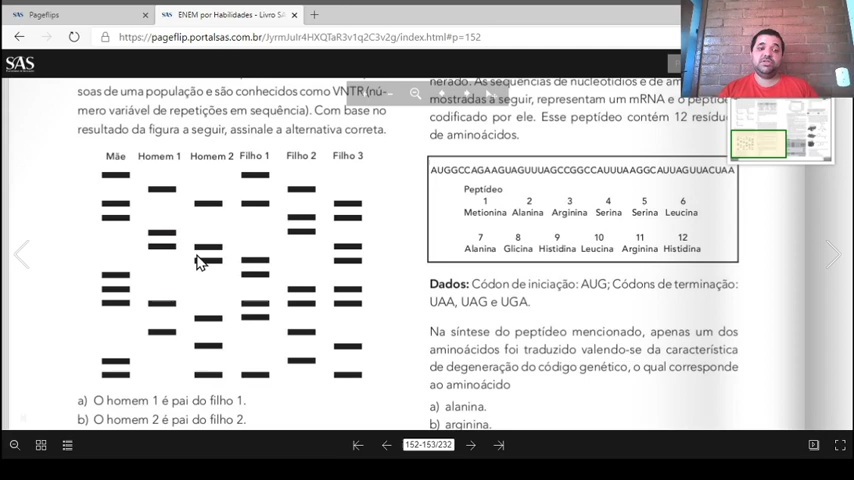 Pageflips
ENEM por Habilidades - Livro SA
https://pageflip.portalsas.com.br/JyrmJuIr4HXQTaR3v1q2C3v2g/index.html#p=152
SAS
soas de uma população e são conhecidos como VNTR (nú-
mero variável de repetições em sequência). Com base no
resultado da figura a seguir, assinale a alternativa correta.
Mãe Homem 1 Homem 2 Filho 1 Filho 2 Filho 3
a) O homem 1 é pai do filho 1.
b) O homem 2 é pai do filho 2.
nerado. As sequências de nucleotídios e de
mostradas a seguir, representam um mRNA e o peptíde
codificado por ele. Esse peptídeo contém 12 resídu
de aminoácidos.
AUGGCCAGAAGUAGUUUAGCCGGCCAUUUAAGGCAUUAGUUACUAA
Peptídeo
1 2 3 4 5 6
Metionina Alanina Arginina Serina Serina Leucina
7 8 9 10 11 12
Alanina Glicina Histidina Leucina Arginina Histidina
Dados: Códon de iniciação: AUG; Códons de terminação:
UAA, UAG e UGA.
Na síntese do peptídeo mencionado, apenas um dos
aminoácidos foi traduzido valendo-se da característica
de degeneração do código genético, o qual corresponde
ao aminoácido
a) alanina.
b) arginina.
152-153/232